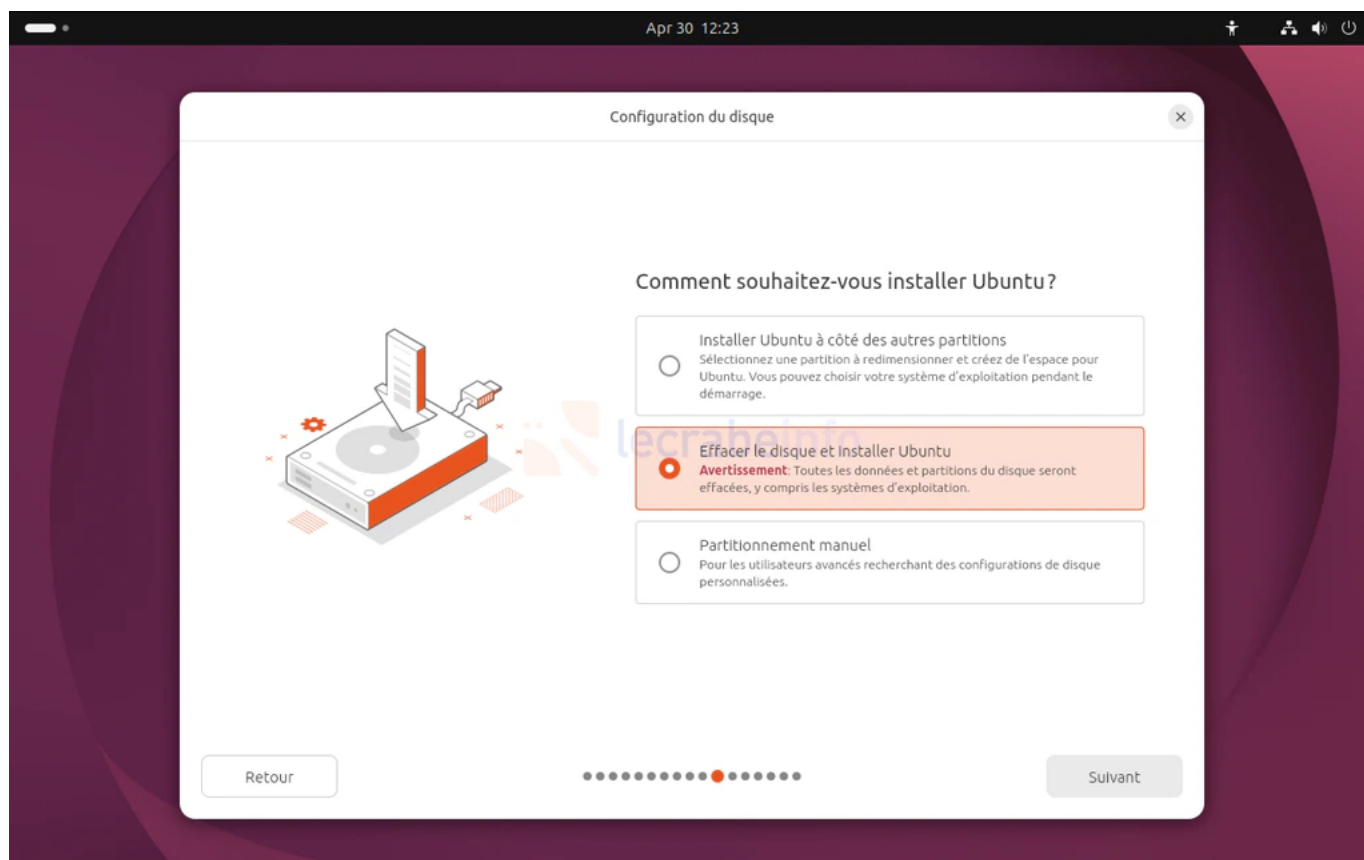 Apr 30 12:23
Configuration du disque
Comment souhaitez-vous installer Ubuntu?
Installer Ubuntu à côté des autres partitions
Sélectionnez une partition à redimensionner et créez de l'espace pour
Ubuntu. Vous pouvez choisir votre système d'exploitation pendant le
démarrage.
lecrabeinfo
Effacer le disque et installer Ubuntu
Avertissement: Toutes les données et partitions du disque seront
effacées, y compris les systèmes d'exploitation.
Partitionnement manuel
Pour les utilisateurs avancés recherchant des configurations de disque
personnalisées.
Retour
Suivant